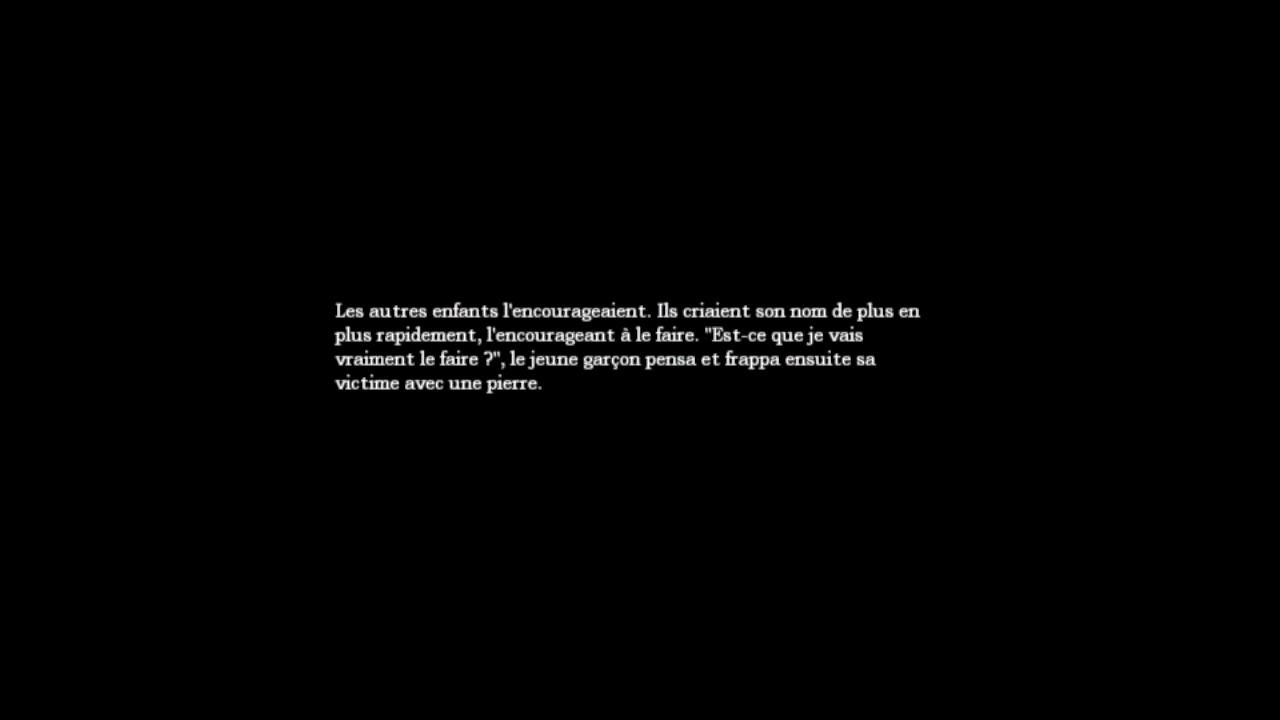 Les autres enfants l'encourageaient. Ils criaient son nom de plus en
plus rapidement, l'encourageant à le faire. "Est-ce que je vais
vraiment le faire ?", le jeune garçon pensa et frappa ensuite sa
victime avec une pierre.